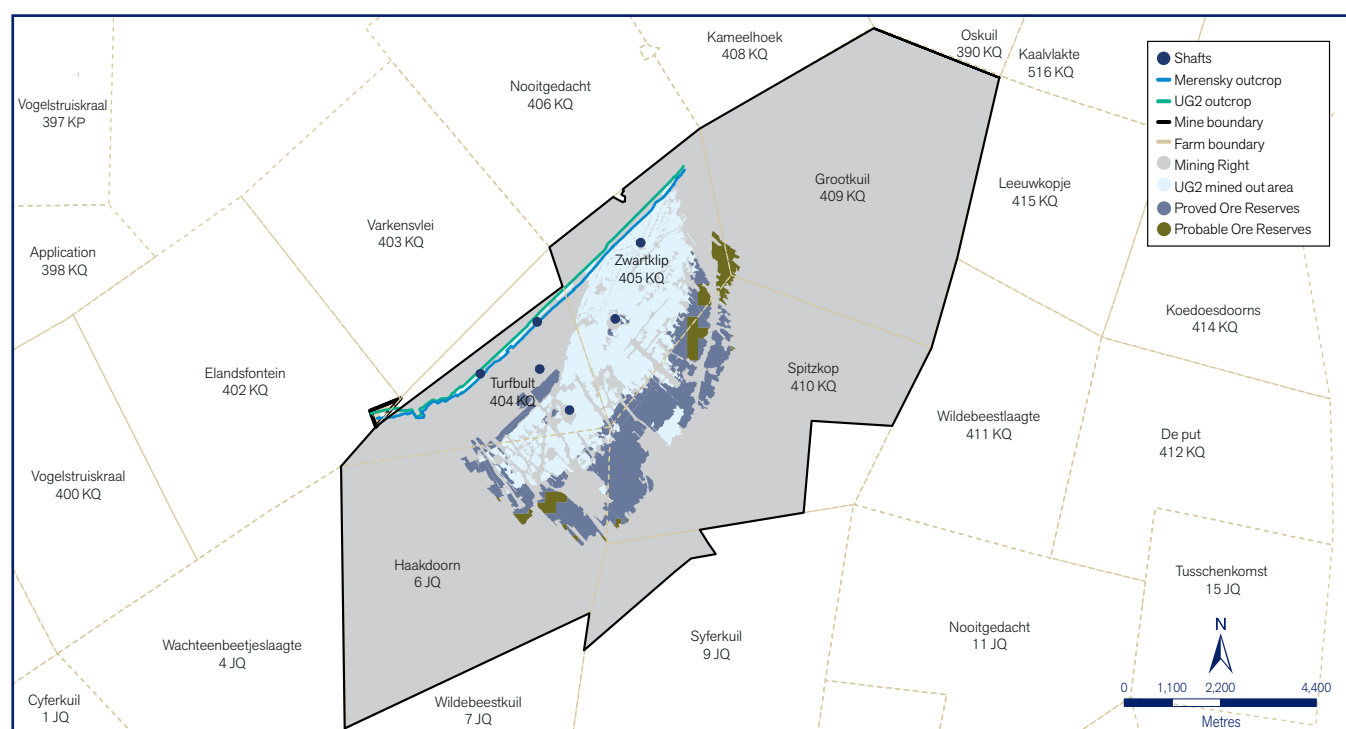 Kameelhoek
408 KQ
Oskuil
390 KQ
Kaalvlakte
516 KQ
Shafts
Merensky outcrop
UG2 outcrop
Mine boundary
Farm boundary
Mining Right
UG2 mined out area
Proved Ore Reserves
Probable Ore Reserves
Vogelstruiskraal
397 KP
Nooitgedacht
406 KQ
Grootkuil
409 KQ
Leeuwkopje
415 KQ
Varkensvlei
403 KQ
Application
398 KQ
Zwartklip
405 KQ
Koedoesdoorns
414 KQ
Elandsfontein
402 KQ
Turfbult
404 KQ
Spitzkop
410 KQ
Wildebeestlaagte
411 KQ
De put
412 KQ
Vogelstruiskraal
400 KQ
Haakdoorn
6 JQ
Tusschenkomst
15 JQ
Wachteenbeetjeslaagte
4 JQ
Syferkuil
9 JQ
Nooitgedacht
11 JQ
Cyferkuil
1 JQ
Wildebeestkuil
7 JQ
N
0 1,100 2,200 4,400
Metres